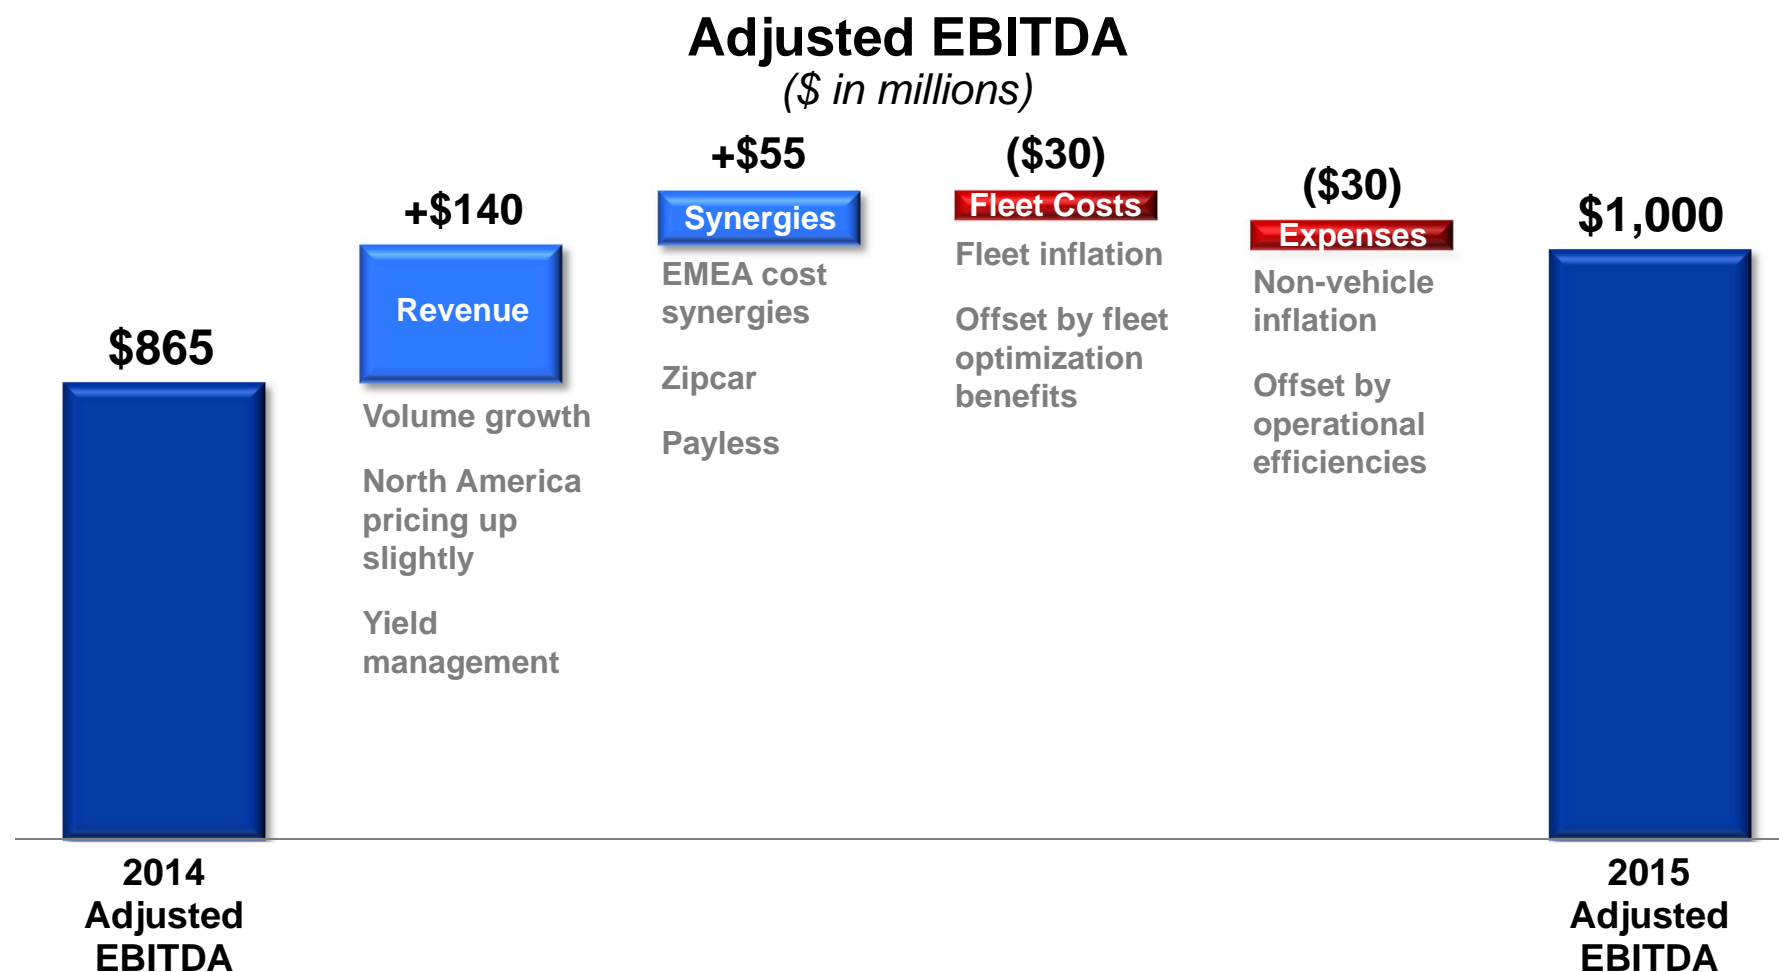 Adjusted EBITDA
($ in millions)
$865
2014
Adjusted
EBITDA
+$140
Revenue
Volume growth
North America
pricing up
slightly
Yield
management
+$55
Synergies
EMEA cost
synergies
Zipcar
Payless
($30)
Fleet Costs
Fleet inflation
Offset by fleet
optimization
benefits
($30)
Expenses
Non-vehicle
inflation
Offset by
operational
efficiencies
$1,000
2015
Adjusted
EBITDA